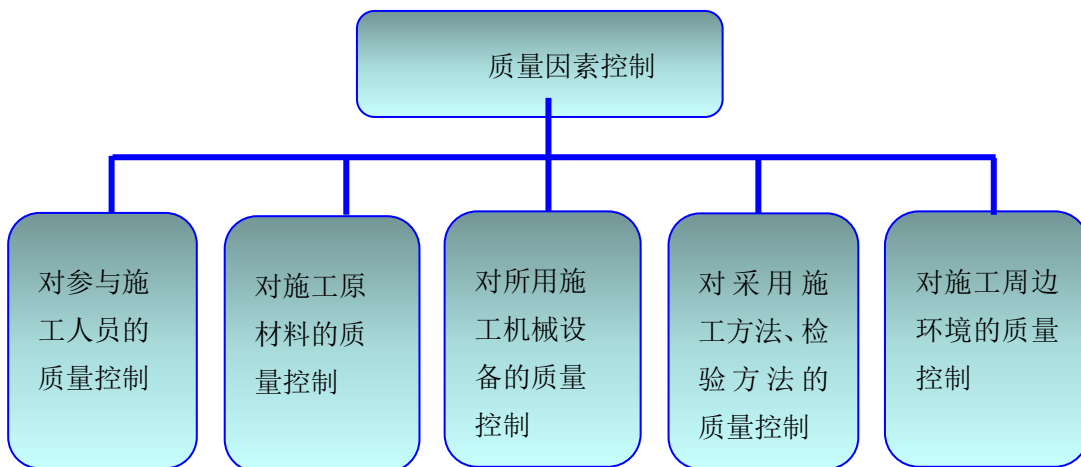 质量因素控制
对参与施
工人员的
质量控制
对施工原
材料的质
量控制
对所用施
工机械设
备的质量
控制
对采用施
工方法、检
验方法的
质量控制
对施工周边
环境的质量
控制